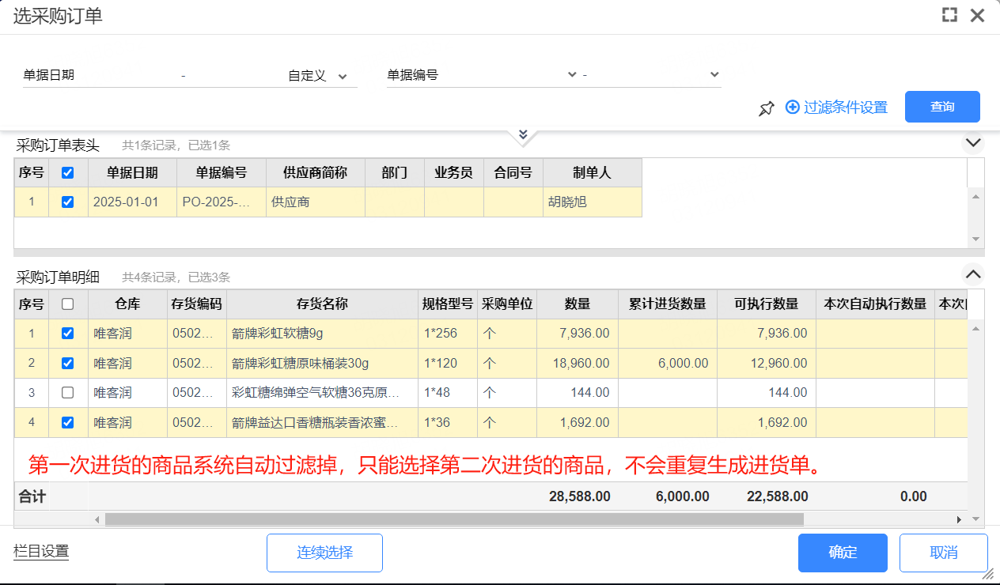 选采购订单
单据日期 - 自定义 单据编号 -
过滤条件设置 查询
采购订单表头 共1条记录，已选1条
序号 单据日期 单据编号 供应商简称 部门 业务员 合同号 制单人
1 2025-01-01 PO-2025-... 供应商 胡晓旭
采购订单明细 共4条记录，已选3条
序号 仓库 存货编码 存货名称 规格型号 采购单位 数量 累计进货数量 可执行数量 本次自动执行数量 本次
1 唯客润 0502... 箭牌彩虹软糖9g 1*256 个 7,936.00 7,936.00
2 唯客润 0502... 箭牌彩虹糖原味桶装30g 1*120 个 18,960.00 6,000.00 12,960.00
3 唯客润 0502... 彩虹糖绵弹空气软糖36克原... 1*48 个 144.00 144.00
4 唯客润 0502... 箭牌益达口香糖瓶装香浓蜜... 1*36 个 1,692.00 1,692.00
第一次进货的商品系统自动过滤掉，只能选择第二次进货的商品，不会重复生成进货单。
合计 28,588.00 6,000.00 22,588.00 0.00
栏目设置 连续选择 确定 取消